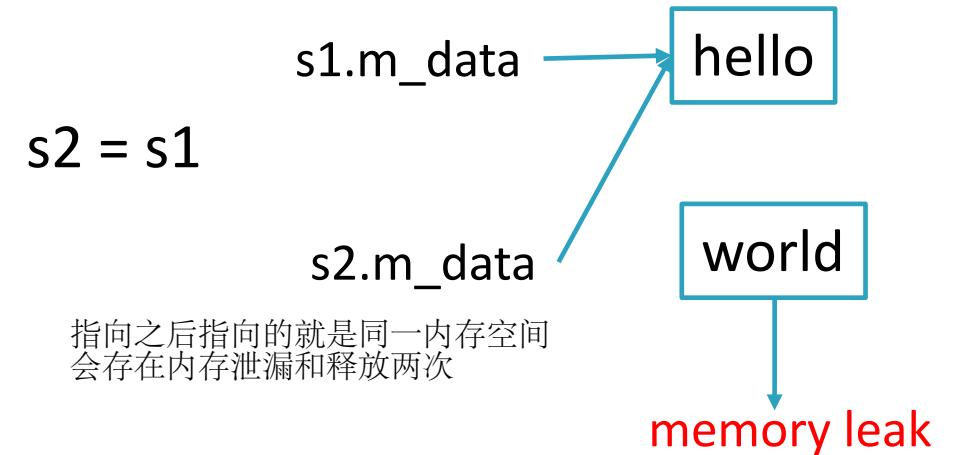 s1.m_data
hello
s2 = s1
s2.m_data
world
指向之后指向的就是同一内存空间
会存在内存泄漏和释放两次
memory leak